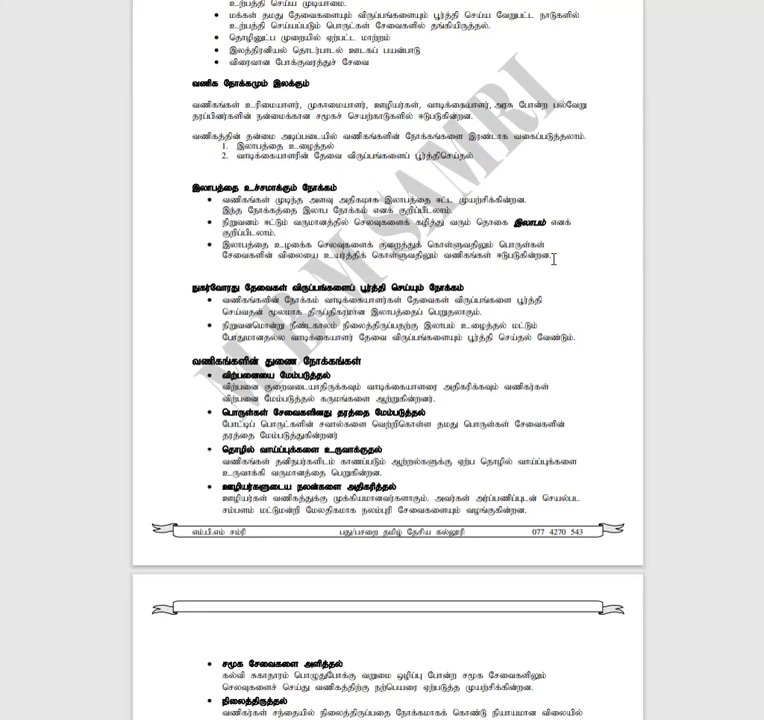 உற்பத்தி செய்ய முடியாமை.
• மக்கள் தமது தேவைகளையும் விருப்பங்களையும் பூர்த்தி செய்ய வேறுபட்ட நாடுகளில்
உற்பத்தி செய்யப்படும் பொருட்கள் சேவைகளில் தங்கியிருத்தல்.
• தொழினுட்ப முறையில் ஏற்பட்ட மாற்றம்
• இலத்திரனியல் தொடர்பாடல் ஊடகப் பயன்பாடு
• விரைவான போக்குவரத்துச் சேவை
வணிக நோக்கமும் இலக்கும்
வணிகங்கள் உரிமையாளர், முகாமையாளர், ஊழியர்கள், வாடிக்கையாளர், அரசு போன்ற பல்வேறு
தரப்பினர்களின் நன்மைக்கான சமூகச் செயற்காடுகளில் ஈடுபடுகின்றன.
வணிகத்தின் தன்மை அடிப்படையில் வணிகங்களின் நோக்கங்களை இரண்டாக வகைப்படுத்தலாம்.
1. இலாபத்தை உழைத்தல்
2. வாடிக்கையாளரின் தேவை விருப்பங்களைப் பூர்த்திசெய்தல்
இலாபத்தை உச்சமாக்கும் நோக்கம்
• வணிகங்கள் முடிந்த அளவு அதிகமாக இலாபத்தை ஈட்ட முயற்சிக்கின்றன.
இந்த நோக்கத்தை இலாப நோக்கம் எனக் குறிப்பிடலாம்.
• நிறுவனம் ஈட்டும் வருமானத்தில் செலவுகளைக் கழித்து வரும் தொகை இலாபம் எனக்
குறிப்பிடலாம்.
• இலாபத்தை உழைக்க செலவுகளைக் குறைத்துக் கொள்ளுவதிலும் பொருள்கள்
சேவைகளின் விலையை உயர்த்திக் கொள்ளுவதிலும் வணிகங்கள் ஈடுபடுகின்றன.
நுகர்வோரது தேவைகள் விருப்பங்களைப் பூர்த்தி செய்யும் நோக்கம்
• வணிகங்களின் நோக்கம் வாடிக்கையாளர்கள் தேவைகள் விருப்பங்களை பூர்த்தி
செய்வதன் மூலமாக திருப்திகரமான இலாபத்தைப் பெறுதலாகும்.
• நிறுவனமொன்று நீண்டகாலம் நிலைத்திருப்பதற்கு இலாபம் உழைத்தல் மட்டும்
போதுமானதல்ல வாடிக்கையாளர் தேவை விருப்பங்களையும் பூர்த்தி செய்தல் வேண்டும்.
வணிகங்களின் துணை நோக்கங்கள்
• விற்பனையை மேம்படுத்தல்
விற்பனை குறைவடையாதிருக்கவும் வாடிக்கையாளரை அதிகரிக்கவும் வணிகர்கள்
விற்பனை மேம்படுத்தல் கருமங்களை ஆற்றுகின்றனர்.
• பொருள்கள் சேவைகளினது தரத்தை மேம்படுத்தல்
போட்டிப் பொருட்களின் சவால்களை வெற்றிகொள்ள தமது பொருள்கள் சேவைகளின்
தரத்தை மேம்படுத்துகின்றனர்
• தொழில் வாய்ப்புக்களை உருவாக்குதல்
வணிகங்கள் தனிநபர்களிடம் காணப்படும் ஆற்றல்களுக்கு ஏற்ப தொழில் வாய்ப்புக்களை
உருவாக்கி வருமானத்தை பெறுகின்றன.
• ஊழியர்களுடைய நலன்களை அதிகரித்தல்
ஊழியர்கள் வணிகத்துக்கு முக்கியமானவர்களாகும். அவர்கள் அர்ப்பணிப்புடன் செயல்பட
சம்பளம் மட்டுமன்றி மேலதிகமாக நலம்புரி சேவைகளையும் வழங்குகின்றன.
எம்.பி.எம் சம்ரி பது/பசறை தமிழ் தேசிய கல்லூரி 077 4270 543
• சமூக சேவைகளை அளித்தல்
கல்வி சுகாதாரம் பொழுதுபோக்கு வறுமை ஒழிப்பு போன்ற சமூக சேவைகளிலும்
செலவுகளைச் செய்து வணிகத்திற்கு நற்பெயரை ஏற்படுத்த முயற்சிக்கின்றன.
• நிலைத்திருத்தல்
வணிகர்கள் சந்தையில் நிலைத்திருப்பதை நோக்கமாகக் கொண்டு நியாயமான விலையில்
M.B.M SAMRI